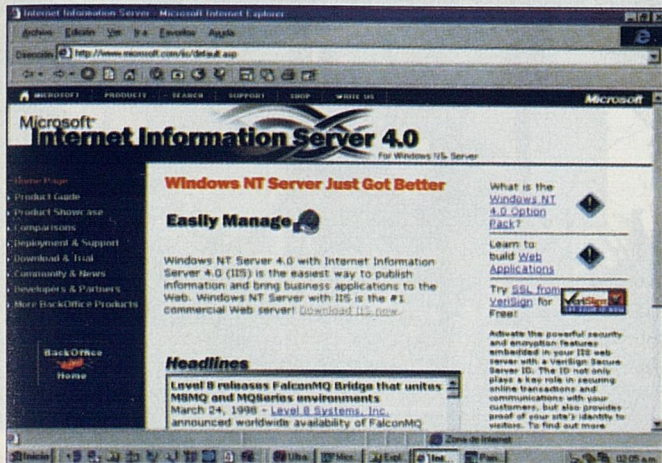 Internet Information Server - Microsoft Internet Explorer
Archivo Edición Ver Ir a Favoritos Ayuda
Dirección http://www.microsoft.com/iis/default.asp
MICROSOFT PRODUCTS SEARCH SUPPORT SHOP WRITE US
Microsoft
Microsoft
Internet Information Server 4.0
For Windows NT Server
Home Page
Product Guide
Product Showcase
Comparisons
Deployment & Support
Download & Trial
Community & News
Developers & Partners
More BackOffice Products
BackOffice
Home
Windows NT Server Just Got Better
Easily Manage
Windows NT Server 4.0 with Internet Information
Server 4.0 (IIS) is the easiest way to publish
information and bring business applications to the
Web. Windows NT Server with IIS is the #1
commercial Web server! Download IIS now.
Headlines
Level 8 releases FalconMQ Bridge that unites
MSMQ and MQSeries environments
March 24, 1998 - Level 8 Systems, Inc.
announced worldwide availability of FalconMQ
What is the
Windows NT
4.0 Option
Pack?
Learn to
build Web
Applications
Try SSL from
VeriSign for
Free!
VeriSign
Activate the powerful security
and encryption features
embedded in your IIS web
server with a VeriSign Secure
Server ID. The ID not only
plays a key role in securing
online transactions and
communications with your
customers, but also provides
proof of your site's identity to
visitors. To find out more
Zona de Internet
Inicio Ultra Micr... Expl... Int... Pan... 02:05 a.m.